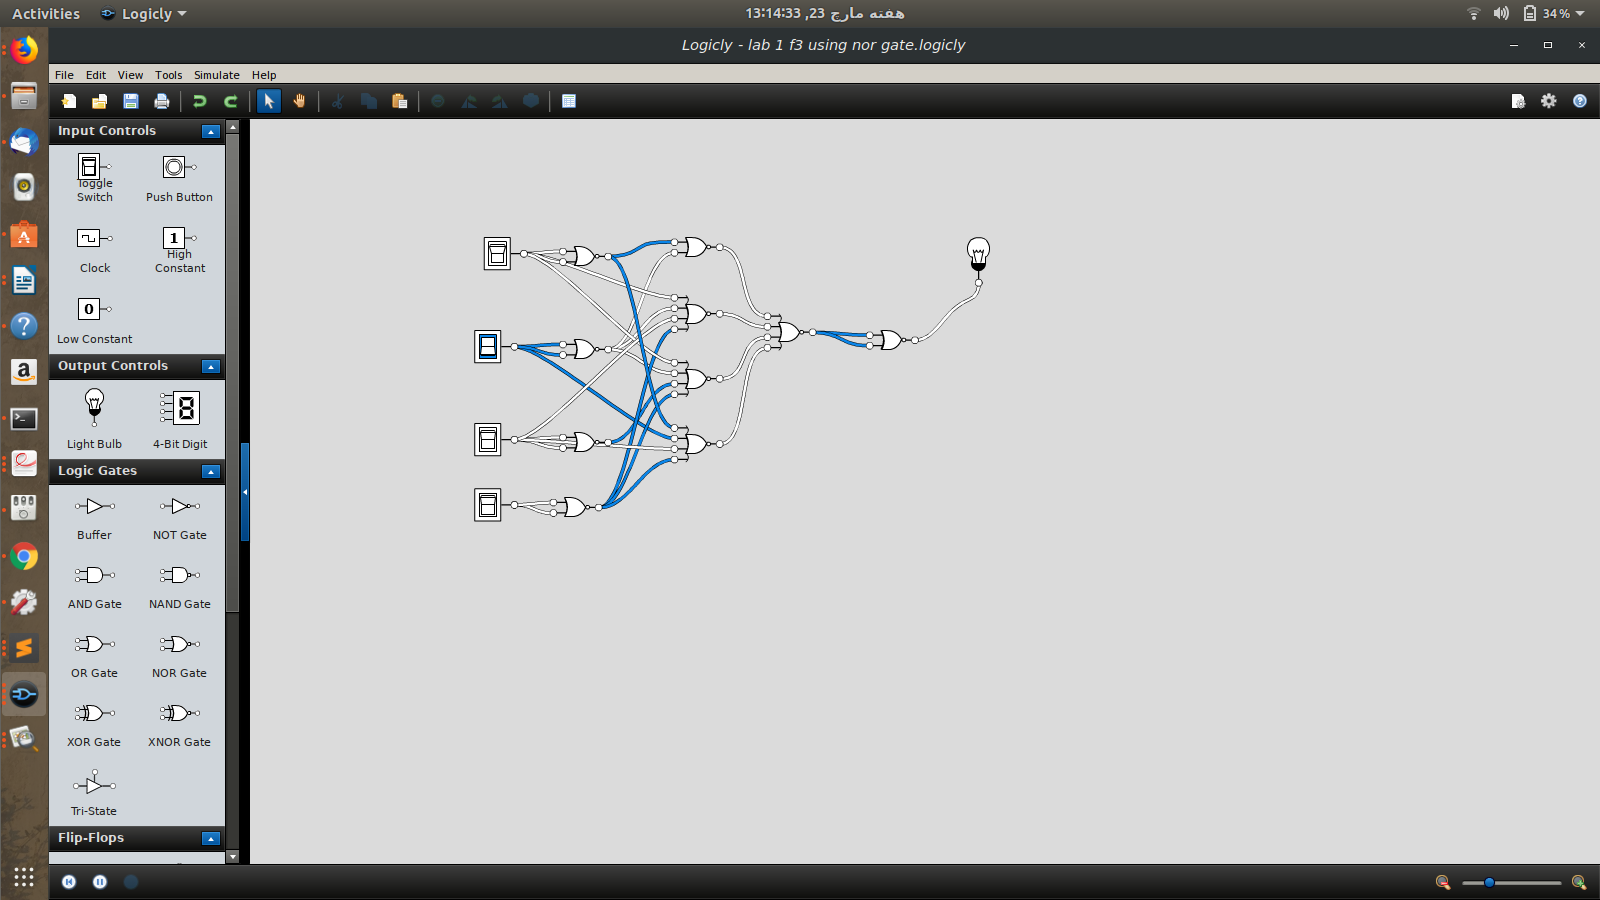 Activities Logicly هفته مارچ 23, 13:14:33 34 %
Logicly - lab 1 f3 using nor gate.logicly
File Edit View Tools Simulate Help
Input Controls
Toggle Switch
Push Button
Clock
1
High Constant
0
Low Constant
Output Controls
Light Bulb
8
4-Bit Digit
Logic Gates
Buffer
NOT Gate
AND Gate
NAND Gate
OR Gate
NOR Gate
XOR Gate
XNOR Gate
Tri-State
Flip-Flops